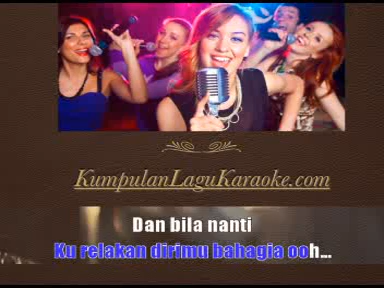 KumpulanLaguKaraoke.com
Dan bila nanti
Ku relakan dirimu bahagia ooh...